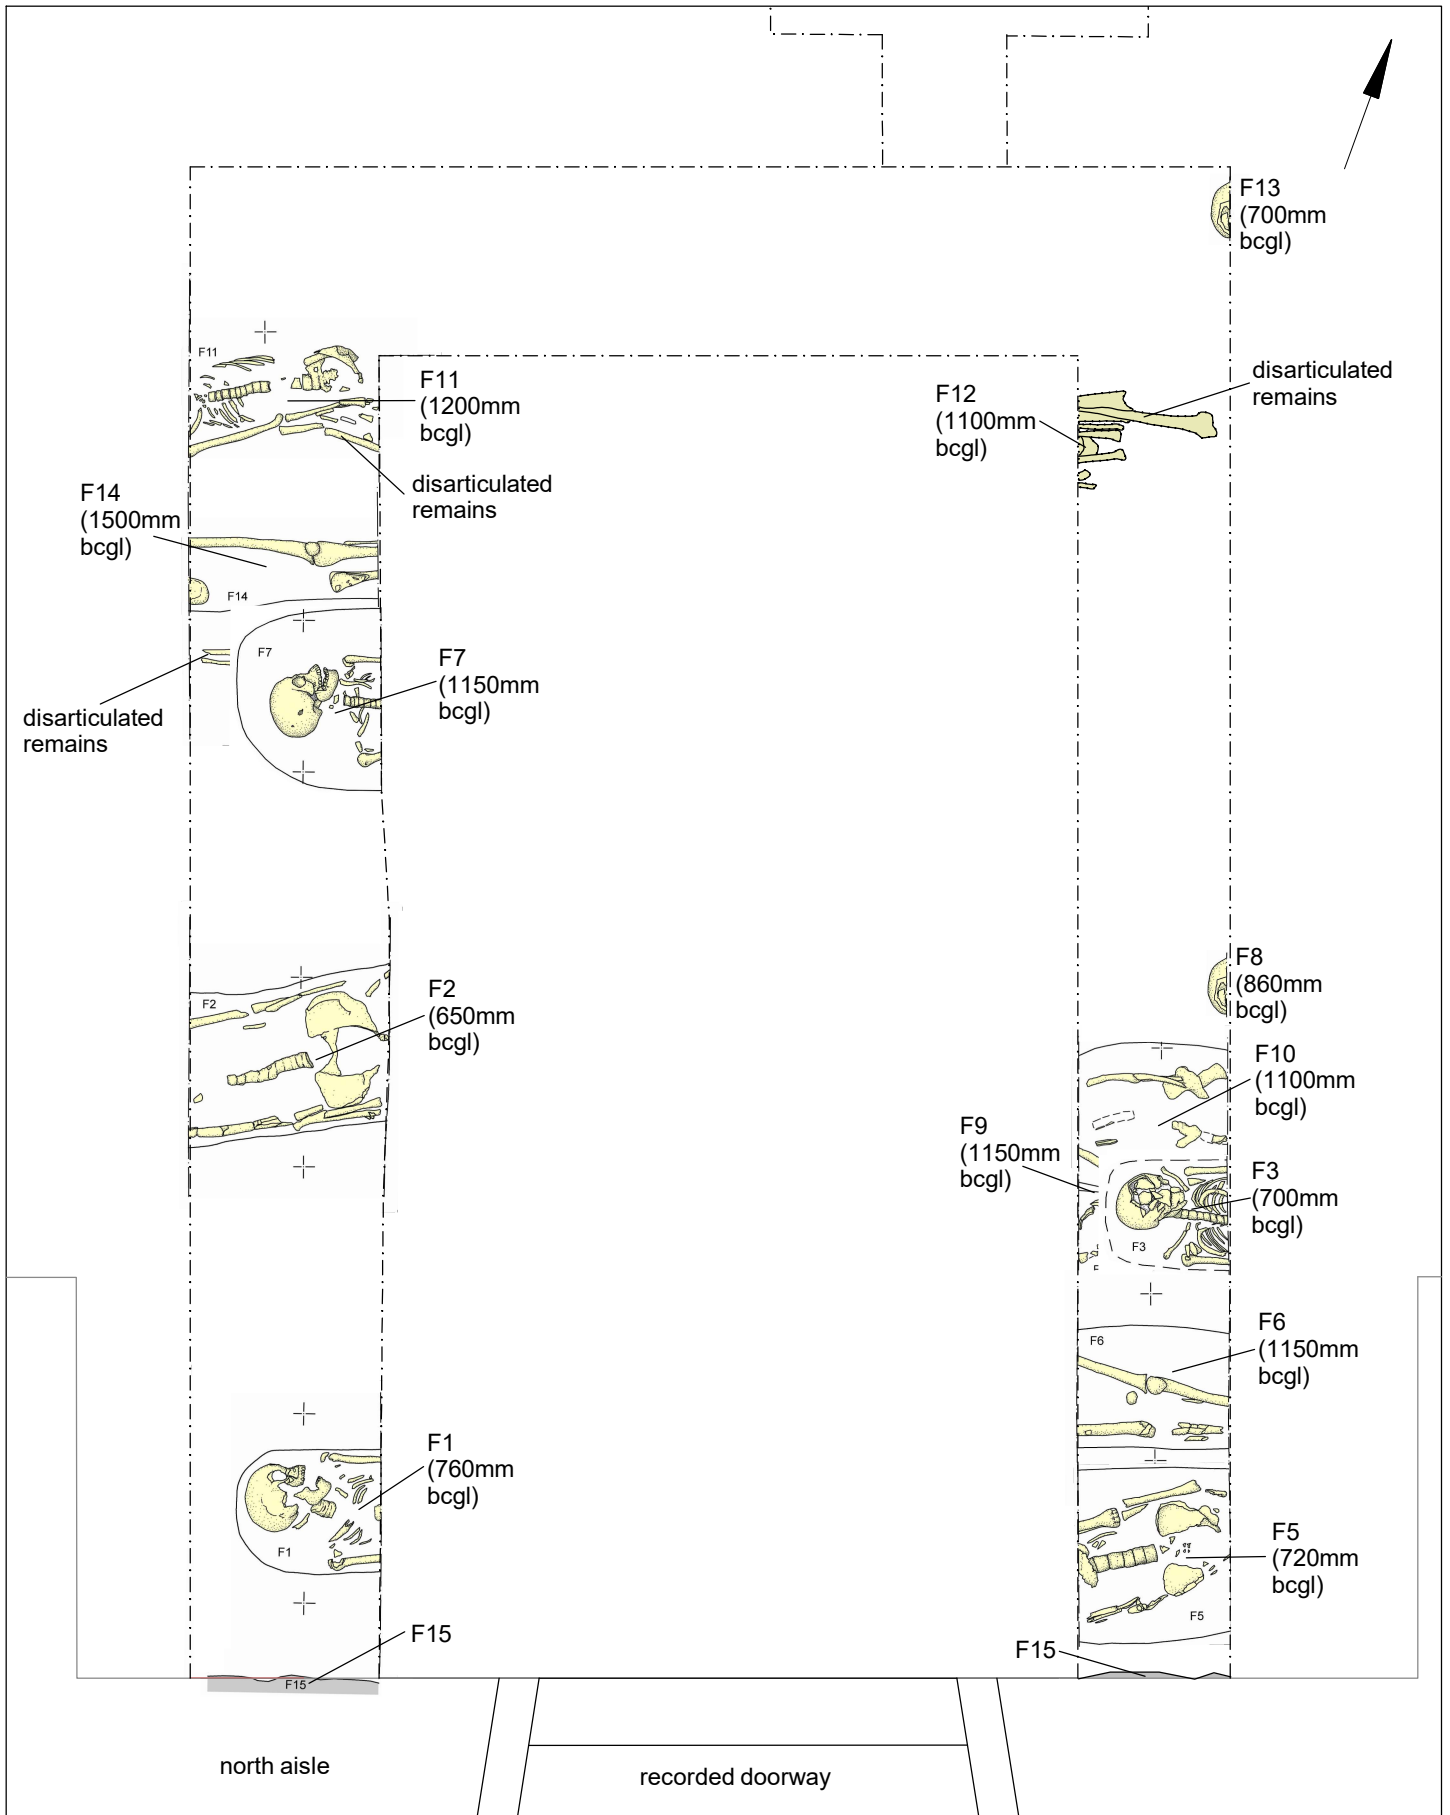 F13
(700mm
bcgl)
F11
F11
(1200mm
bcgl)
disarticulated
remains
F12
(1100mm
bcgl)
disarticulated
remains
F14
(1500mm
bcgl)
F14
F7
F7
(1150mm
bcgl)
disarticulated
remains
F2
F2
(650mm
bcgl)
F8
(860mm
bcgl)
F10
(1100mm
bcgl)
F9
(1150mm
bcgl)
F3
(700mm
bcgl)
F3
F6
F6
(1150mm
bcgl)
F1
(760mm
bcgl)
F1
F5
(720mm
bcgl)
F5
F15
F15
F15
north aisle
recorded doorway